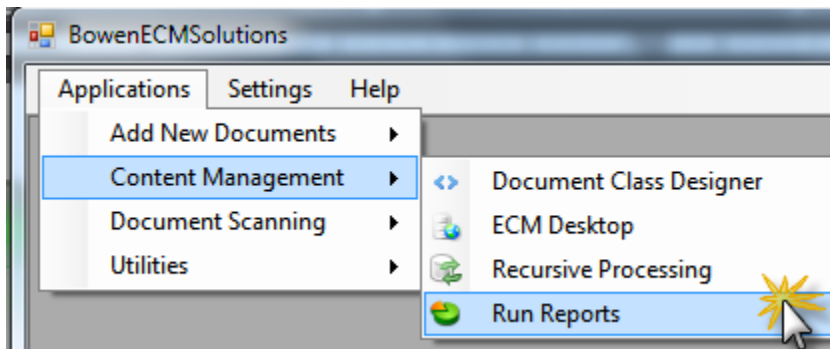 BowenECMSolutions
Applications Settings Help
Add New Documents
Content Management
Document Scanning
Utilities
Document Class Designer
ECM Desktop
Recursive Processing
Run Reports